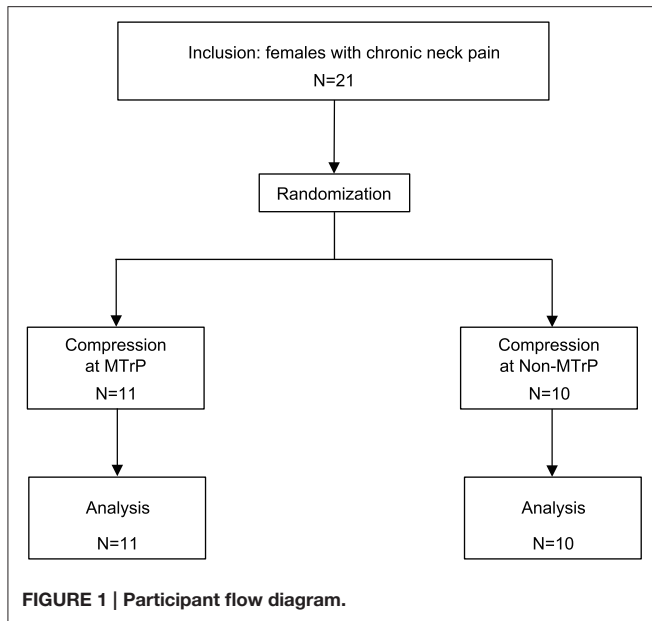 Inclusion: females with chronic neck pain
N=21
Randomization
Compression
at MTrP
N=11
Compression
at Non-MTrP
N=10
Analysis
N=11
Analysis
N=10
FIGURE 1 | Participant flow diagram.